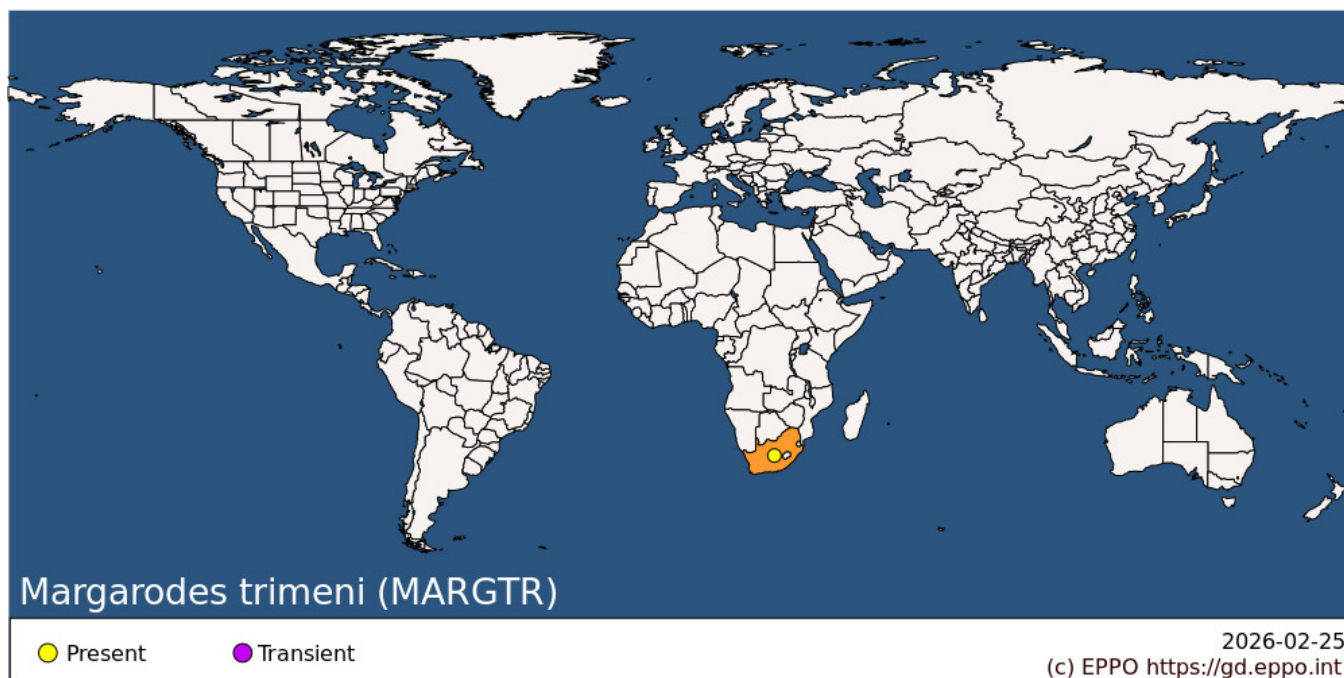 Margarodes trimeni (MARGTR)
Present
Transient
2026-02-25
(c) EPPO https://gd.eppo.int